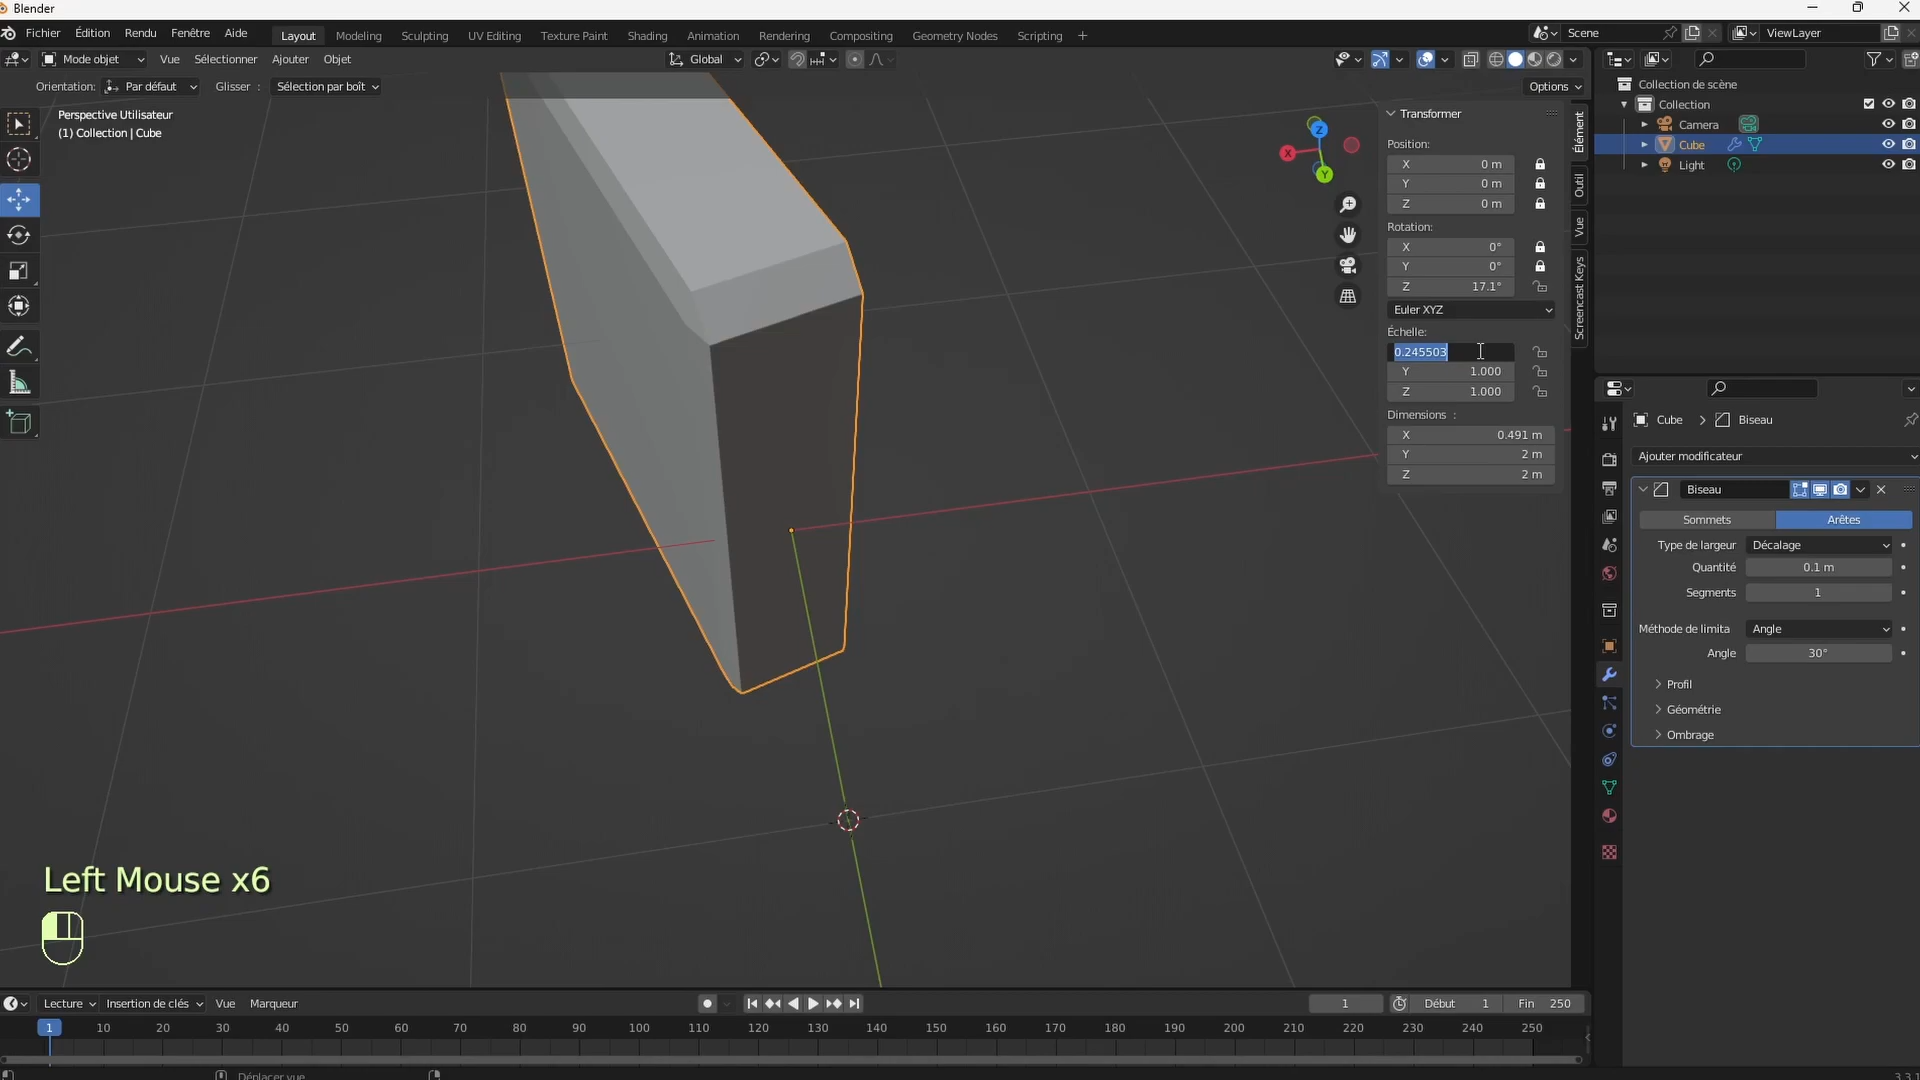 Blender
Fichier Édition Rendu Fenêtre Aide Layout Modeling Sculpting UV Editing Texture Paint Shading Animation Rendering Compositing Geometry Nodes Scripting + Scene ViewLayer
Mode objet Vue Sélectionner Ajouter Objet Global
Orientation: Par défaut Glisser : Sélection par boît Options
Perspective Utilisateur
(1) Collection | Cube
Z
X
Y
Transformer
Position:
X 0 m
Y 0 m
Z 0 m
Rotation:
X 0°
Y 0°
Z 17.1°
Euler XYZ
Échelle:
0.245503
Y 1.000
Z 1.000
Dimensions :
X 0.491 m
Y 2 m
Z 2 m
Élément
Outil
Vue
Screencast Keys
Collection de scène
Collection
Camera
Cube
Light
Cube > Biseau
Ajouter modificateur
Biseau
Sommets Arêtes
Type de largeur Décalage
Quantité 0.1 m
Segments 1
Méthode de limita Angle
Angle 30°
Profil
Géométrie
Ombrage
Left Mouse x6
Lecture Insertion de clés Vue Marqueur 1 Début 1 Fin 250
1 10 20 30 40 50 60 70 80 90 100 110 120 130 140 150 160 170 180 190 200 210 220 230 240 250
Déplacer vue
3.3.1